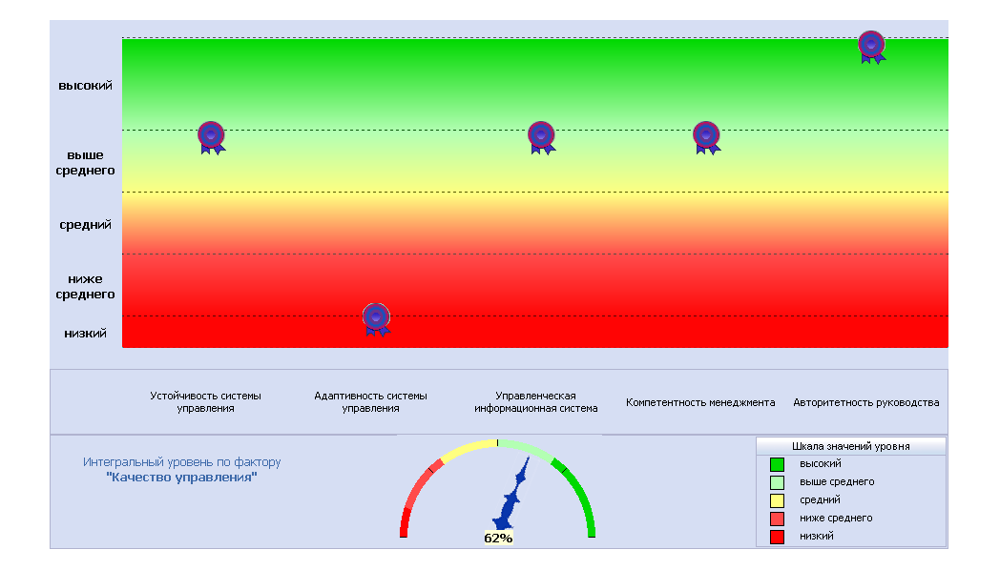 высокий
выше
среднего
средний
ниже
среднего
низкий
Устойчивость системы
управления
Адаптивность системы
управления
Управленческая
информационная система
Компетентность менеджмента
Авторитетность руководства
Интегральный уровень по фактору
"Качество управления"
62%
Шкала значений уровня
высокий
выше среднего
средний
ниже среднего
низкий